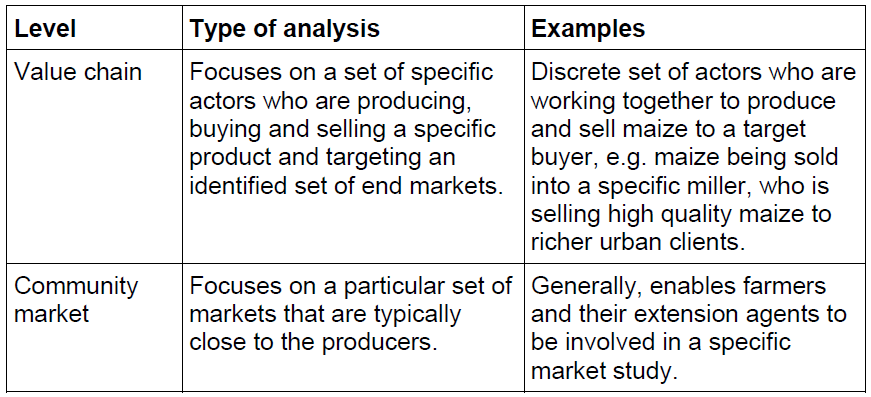 Level Type of analysis Examples
Value chain
Focuses on a set of specific
actors who are producing,
buying and selling a specific
product and targeting an
identified set of end markets.
Discrete set of actors who are
working together to produce
and sell maize to a target
buyer, e.g. maize being sold
into a specific miller, who is
selling high quality maize to
richer urban clients.
Community
market
Focuses on a particular set of
markets that are typically
close to the producers.
Generally, enables farmers
and their extension agents to
be involved in a specific
market study.